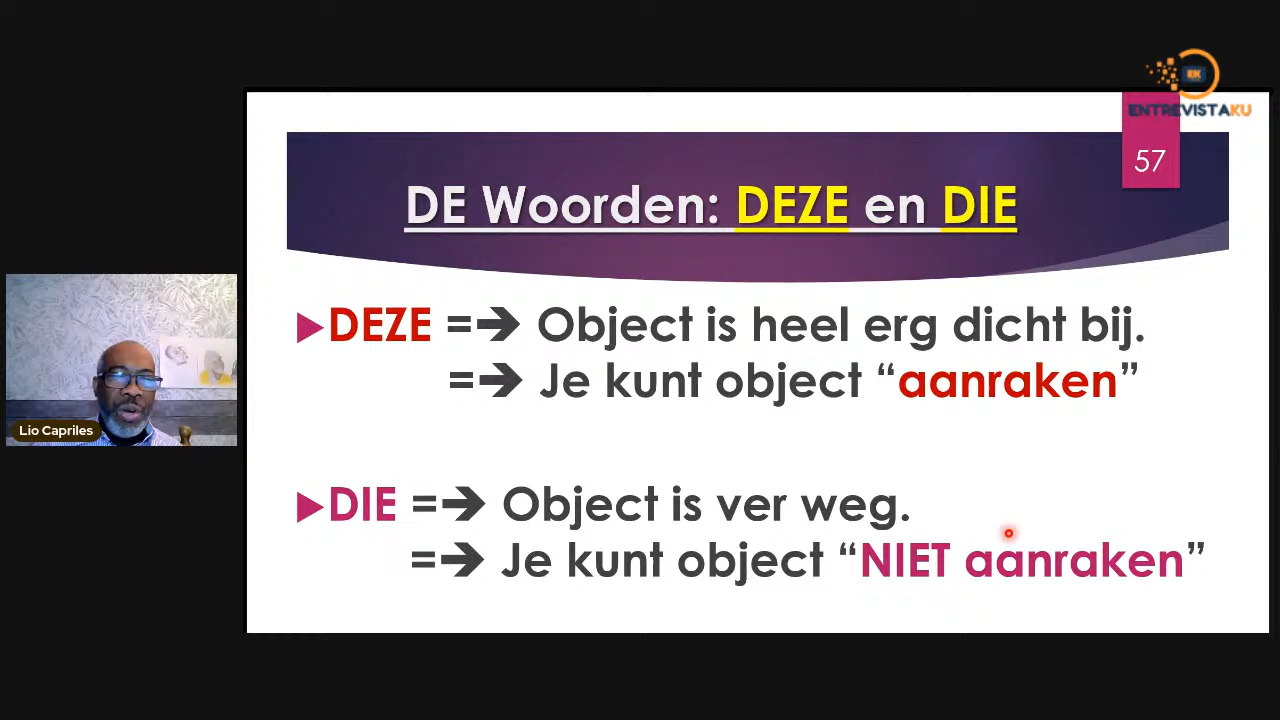 EK
ENTREVISTAKU
57
DE Woorden: DEZE en DIE
DEZE =➔ Object is heel erg dicht bij.
=➔ Je kunt object “aanraken”
Lio Capriles
DIE =➔ Object is ver weg.
=➔ Je kunt object “NIET aanraken”